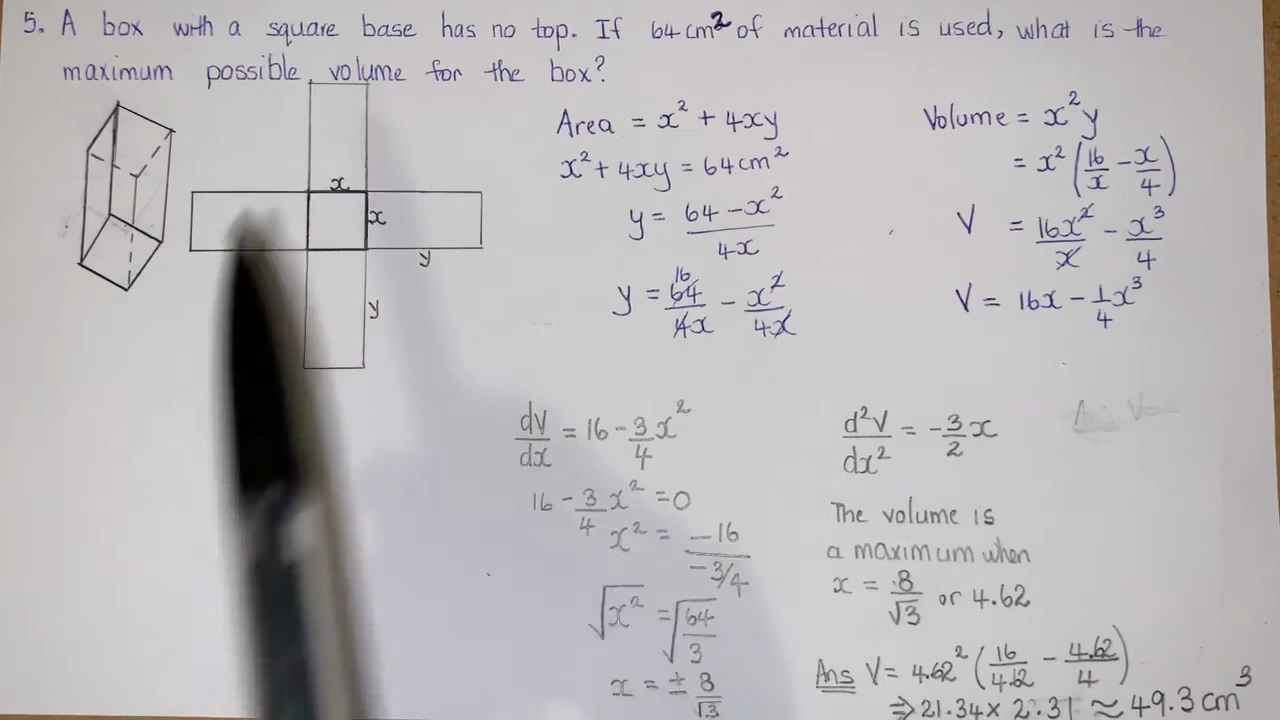 5. A box with a square base has no top. If 64 cm² of material is used, what is the
maximum possible volume for the box?
x
x
y
y
Area = x² + 4xy
x² + 4xy = 64cm²
y = (64 - x²)/(4x)
y = 64/(4x) - x²/(4x)
16
Volume = x²y
= x² (16/x - x/4)
V = 16x²/x - x³/4
V = 16x - 1/4 x³
dV/dx = 16 - 3/4 x²
16 - 3/4 x² = 0
x² = -16/(-3/4)
√x² = √(64/3)
x = ± 8/√3
d²V/dx² = -3/2 x
The volume is
a maximum when
x = 8/√3 or 4.62
Ans V = 4.62² (16/4.62 - 4.62/4)
⇒ 21.34 × 2.31 ≈ 49.3 cm³